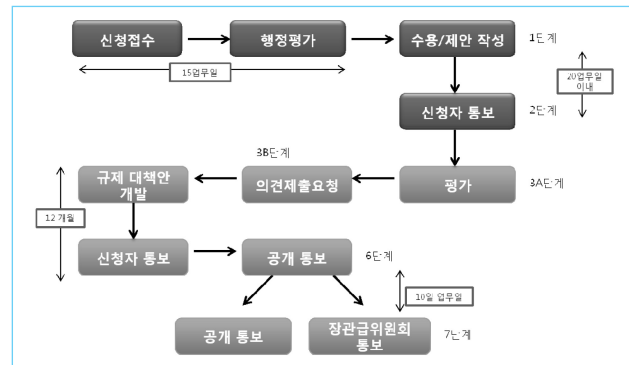 신청접수
행정평가
수용/제안 작성
1단계
15업무일
20업무일
이내
신청자 통보
2단계
3B단계
규제 대책안
개발
의견제출요청
평가
3A단계
12 개월
신청자 통보
공개 통보
6단계
10일 업무일
공개 통보
장관급위원회
통보
7단계